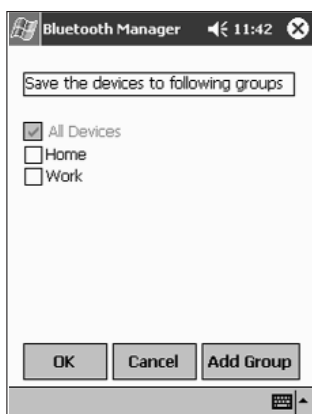 Bluetooth Manager 11:42
Save the devices to following groups
All Devices
Home
Work
OK Cancel Add Group